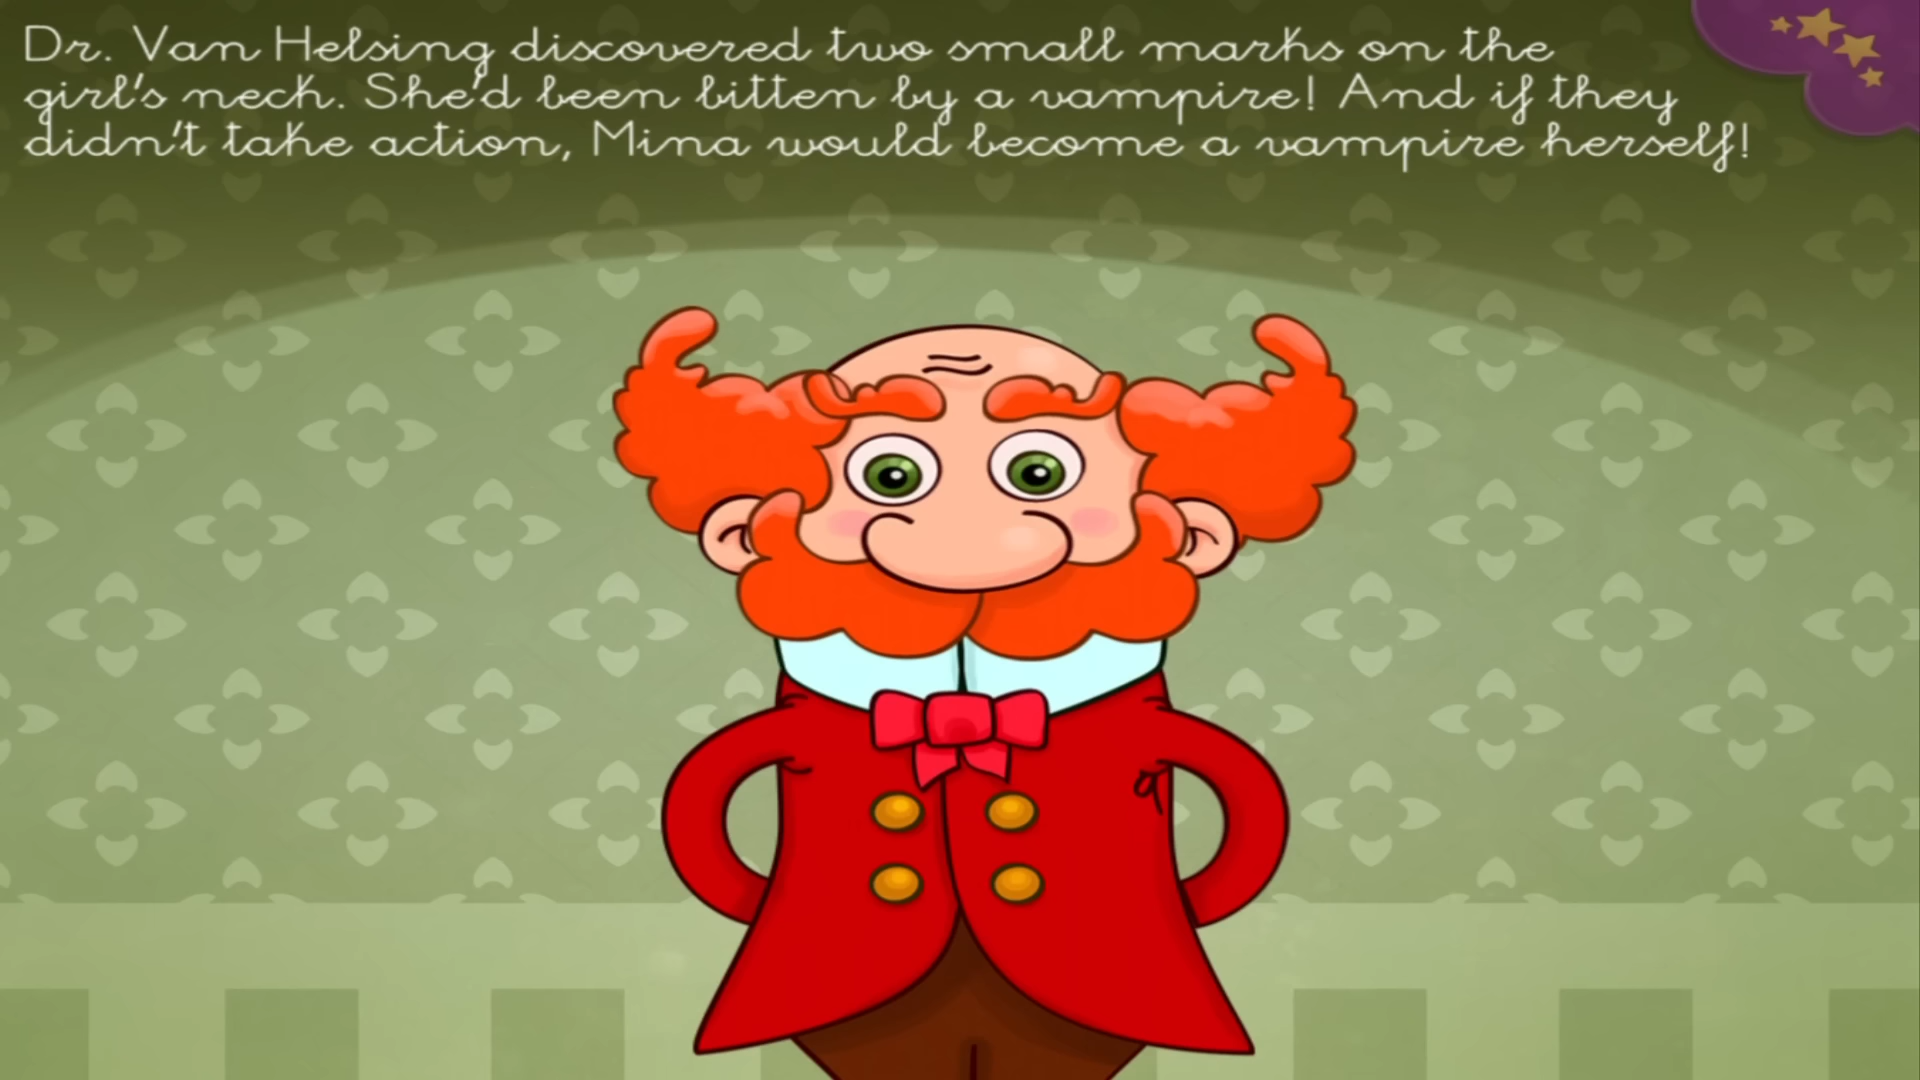 Dr. Van Helsing discovered two small marks on the
girl's neck. She'd been bitten by a vampire! And if they
didn't take action, Mina would become a vampire herself!